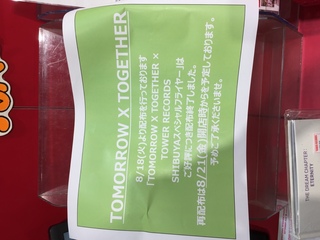 TOMORROW X TOGETHER
8/18(火)より配布を行っております
「TOMORROW X TOGETHER ×
TOWER RECORDS
SHIBUYAスペシャルフライヤー」は
ご好評につき配布終了しました。
再配布は8/21(金)開店時からを予定しております。
予めご了承くださいませ。
THE DREAM CHAPTER:
ETERNITY